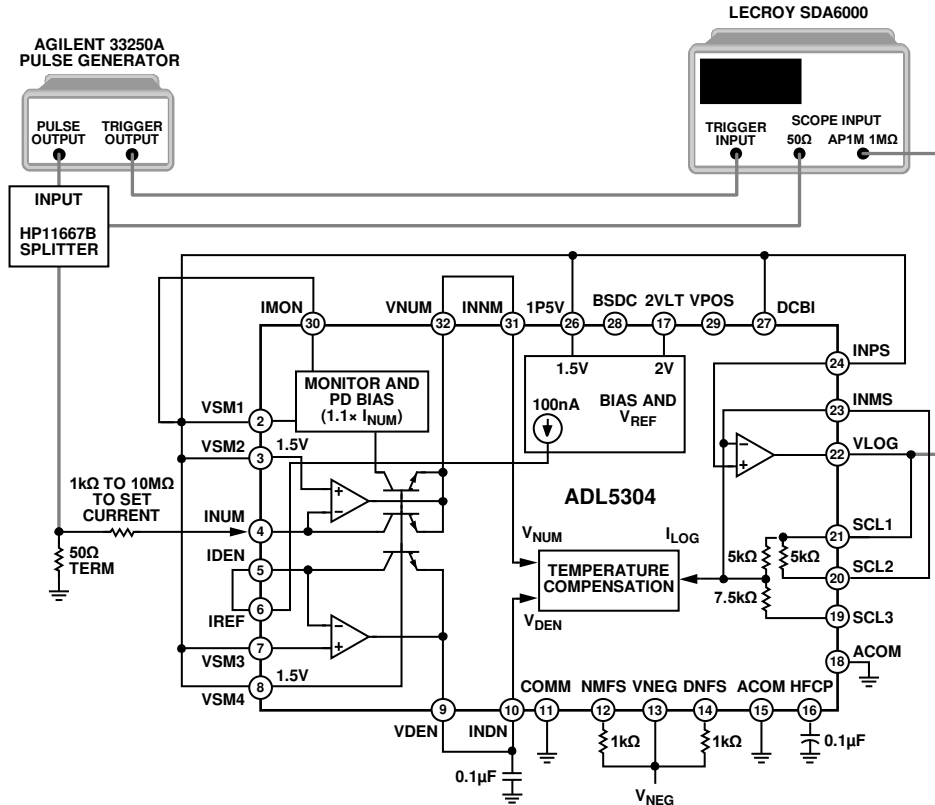 LECROY SDA6000
AGILENT 33250A
PULSE GENERATOR
PULSE
OUTPUT
TRIGGER
OUTPUT
TRIGGER
INPUT
SCOPE INPUT
50Ω
AP1M 1MΩ
INPUT
HP11667B
SPLITTER
IMON
VNUM
INNM
1P5V
BSDC
2VLT
VPOS
DCBI
30
32
31
26
28
17
29
27
24
INPS
MONITOR AND
PD BIAS
(1.1× INUM)
1.5V
2V
100nA
BIAS AND
VREF
VSM1
2
VSM2
3
1.5V
23
INMS
22
VLOG
1kΩ TO 10MΩ
TO SET
CURRENT
INUM
4
50Ω
TERM
IDEN
5
IREF
6
7
VSM3
8
1.5V
VSM4
ADL5304
VNUM
ILOG
TEMPERATURE
COMPENSATION
VDEN
5kΩ
5kΩ
7.5kΩ
21
SCL1
20
SCL2
19
SCL3
18
ACOM
COMM
NMFS
VNEG
DNFS
ACOM
HFCP
9
10
11
12
13
14
15
16
VDEN
INDN
1kΩ
1kΩ
0.1µF
0.1µF
VNEG